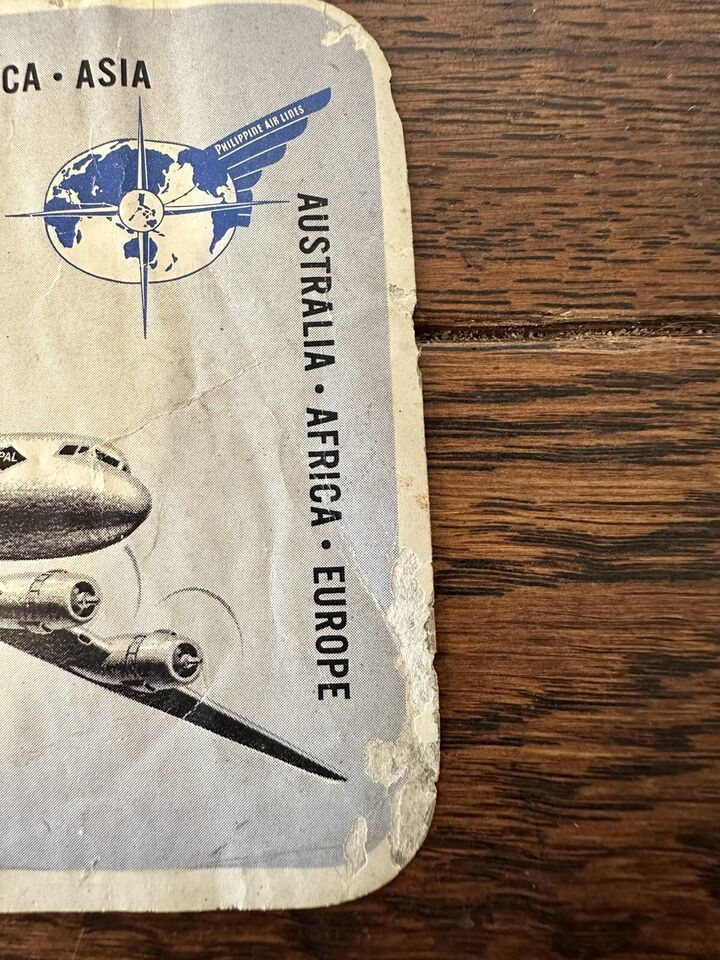 CA • ASIA
PHILIPPINE AIR LINES
AUSTRALIA • AFRICA • EUROPE
PAL